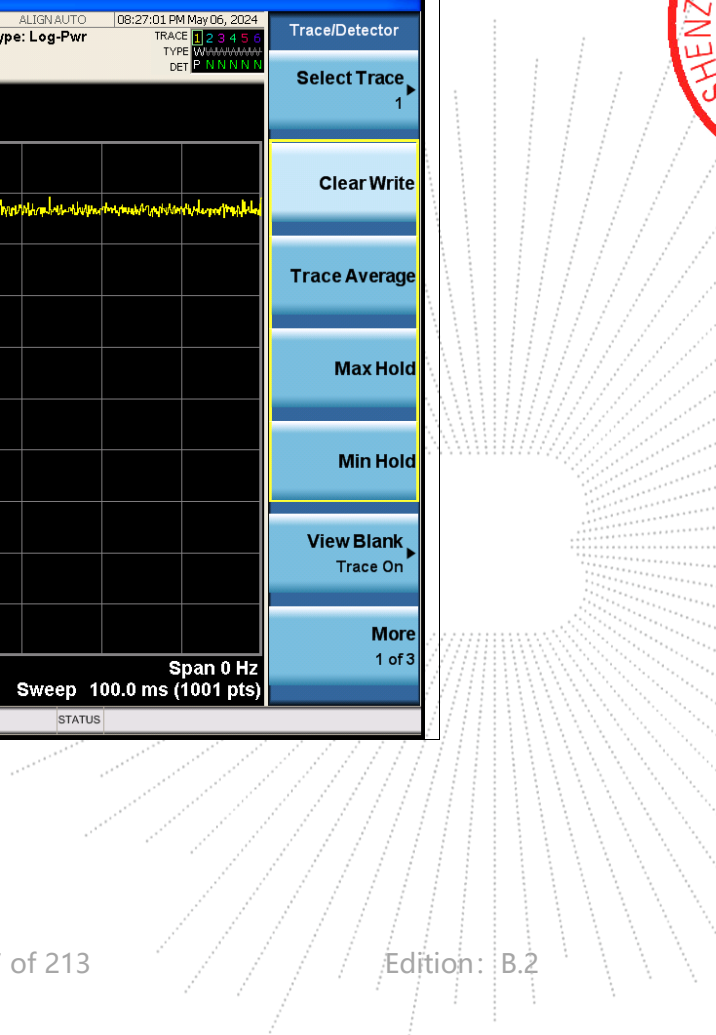 ALIGN AUTO 08:27:01 PM May 06, 2024
ype: Log-Pwr
TRACE 1 2 3 4 5 6
TYPE
DET P N N N N N
Trace/Detector
Select Trace
1
Clear Write
Trace Average
Max Hold
Min Hold
View Blank
Trace On
More
1 of 3
Span 0 Hz
Sweep 100.0 ms (1001 pts)
STATUS
SHENZ
of 213
Edition: B.2